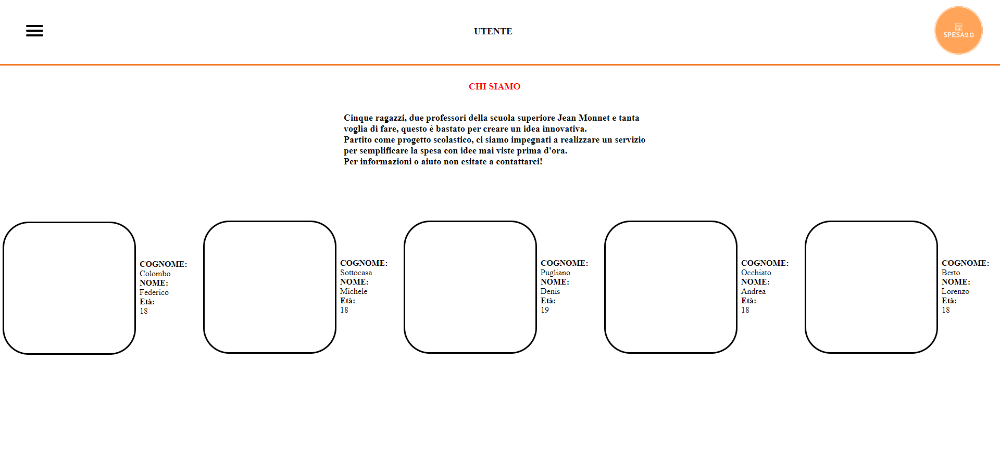 UTENTE
SPESA2.0
CHI SIAMO
Cinque ragazzi, due professori della scuola superiore Jean Monnet e tanta
voglia di fare, questo è bastato per creare un idea innovativa.
Partito come progetto scolastico, ci siamo impegnati a realizzare un servizio
per semplificare la spesa con idee mai viste prima d'ora.
Per informazioni o aiuto non esitate a contattarci!
COGNOME:
Colombo
NOME:
Federico
Età:
18
COGNOME:
Sottocasa
NOME:
Michele
Età:
18
COGNOME:
Pugliano
NOME:
Denis
Età:
19
COGNOME:
Occhiato
NOME:
Andrea
Età:
18
COGNOME:
Berto
NOME:
Lorenzo
Età:
18